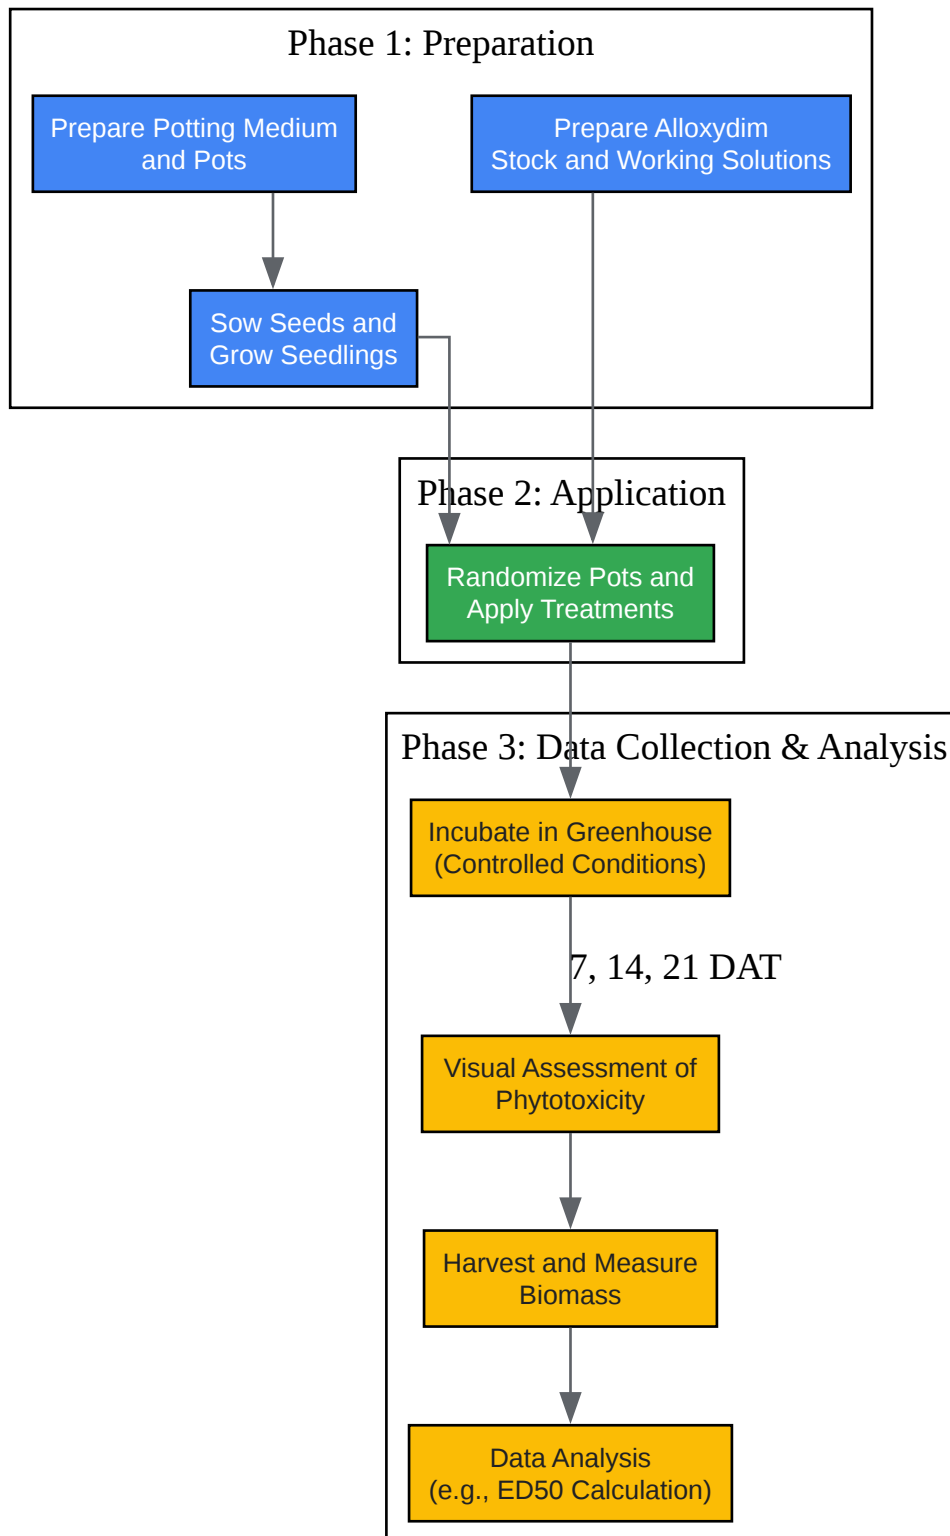 Phase 1: Preparation
Prepare Potting Medium
and Pots
Prepare Alloxydim
Stock and Working Solutions
Sow Seeds and
Grow Seedlings
Phase 2: Application
Randomize Pots and
Apply Treatments
Phase 3: Data Collection & Analysis
Incubate in Greenhouse
(Controlled Conditions)
7, 14, 21 DAT
Visual Assessment of
Phytotoxicity
Harvest and Measure
Biomass
Data Analysis
(e.g., ED50 Calculation)